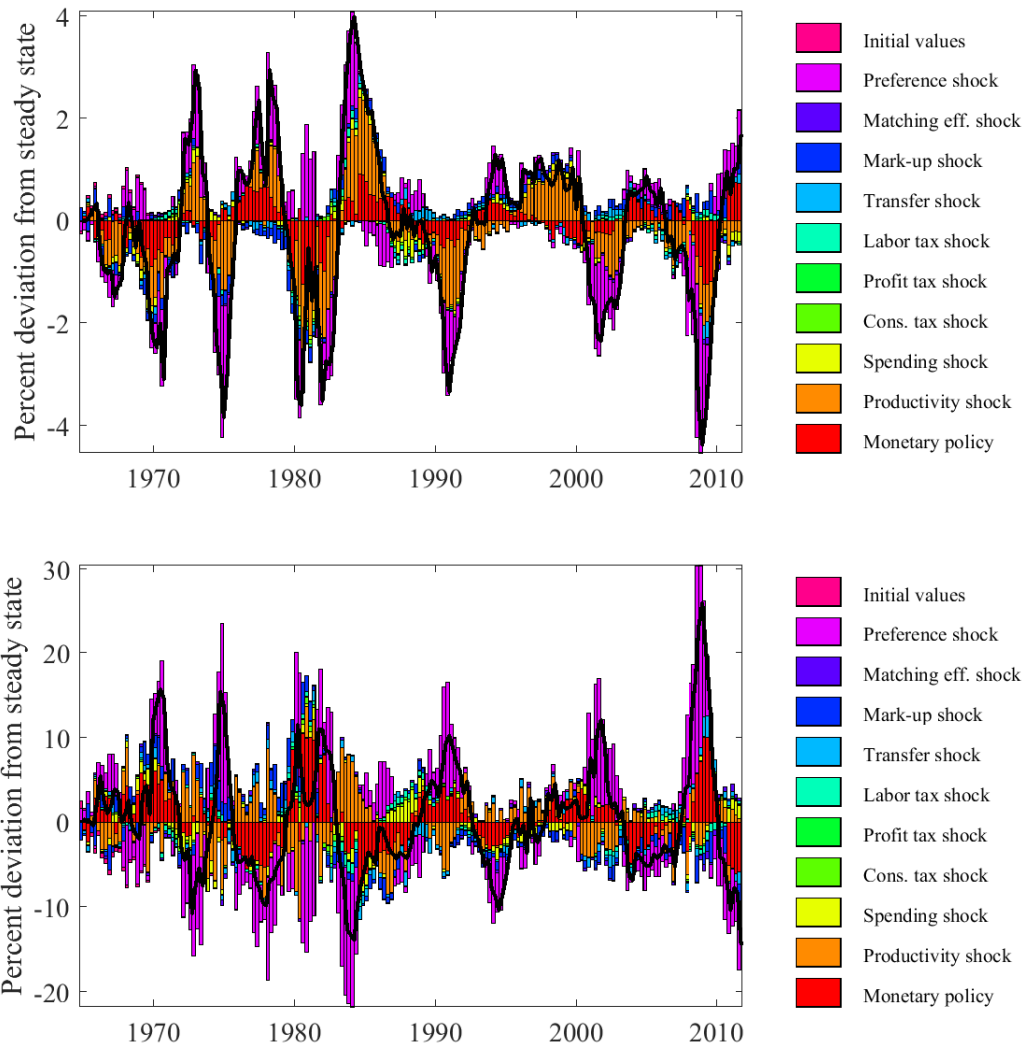 Percent deviation from steady state
4
2
0
-2
-4
1970 1980 1990 2000 2010
Initial values
Preference shock
Matching eff. shock
Mark-up shock
Transfer shock
Labor tax shock
Profit tax shock
Cons. tax shock
Spending shock
Productivity shock
Monetary policy
Percent deviation from steady state
30
20
10
0
-10
-20
1970 1980 1990 2000 2010
Initial values
Preference shock
Matching eff. shock
Mark-up shock
Transfer shock
Labor tax shock
Profit tax shock
Cons. tax shock
Spending shock
Productivity shock
Monetary policy